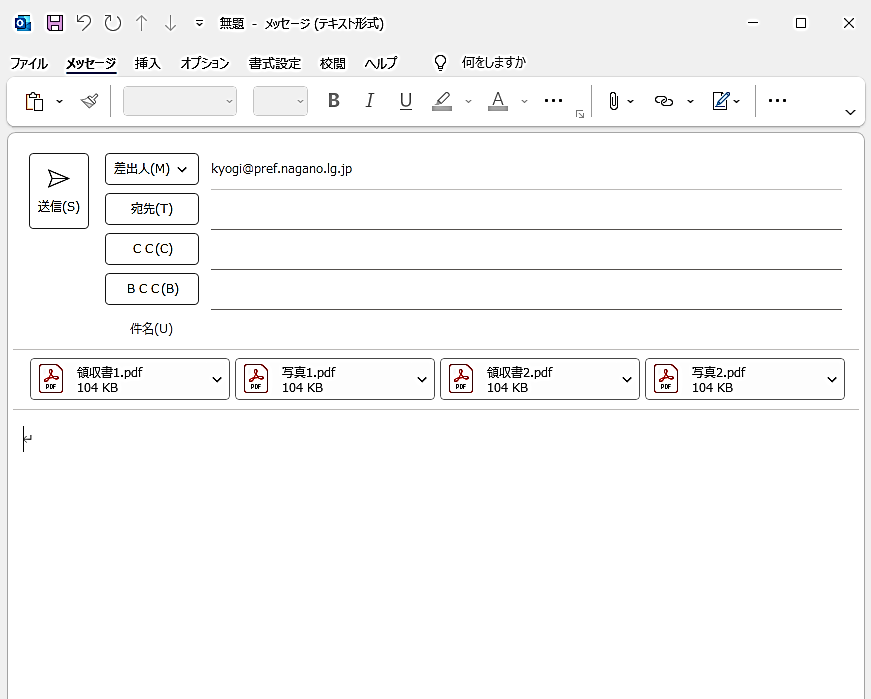 無題 - メッセージ (テキスト形式)
ファイル メッセージ 挿入 オプション 書式設定 校閲 ヘルプ 何をしますか
B I U A
差出人(M) kyogi@pref.nagano.lg.jp
送信(S)
宛先(T)
C C(C)
B C C(B)
件名(U)
領収書1.pdf 写真1.pdf 領収書2.pdf 写真2.pdf
PDF 104 KB PDF 104 KB PDF 104 KB PDF 104 KB